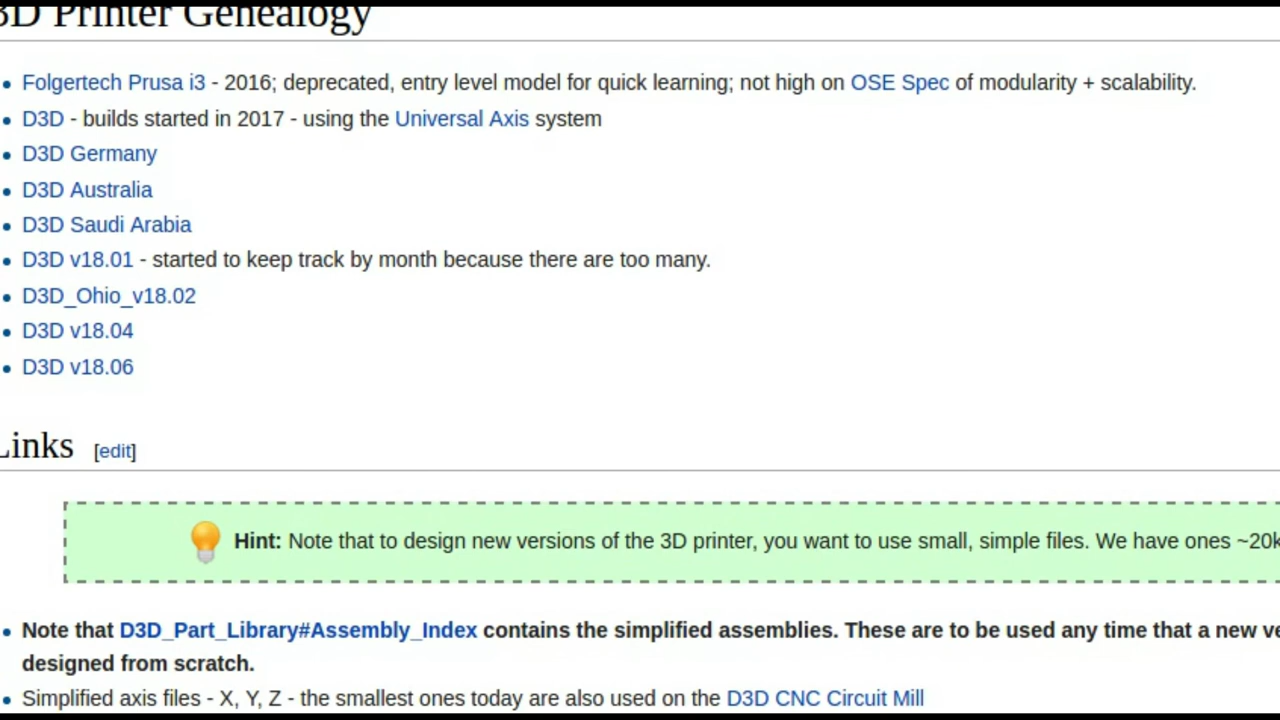 3D Printer Genealogy
Folgertech Prusa i3 - 2016; deprecated, entry level model for quick learning; not high on OSE Spec of modularity + scalability.
D3D - builds started in 2017 - using the Universal Axis system
D3D Germany
D3D Australia
D3D Saudi Arabia
D3D v18.01 - started to keep track by month because there are too many.
D3D_Ohio_v18.02
D3D v18.04
D3D v18.06
Links [edit]
Hint: Note that to design new versions of the 3D printer, you want to use small, simple files. We have ones ~20k
Note that D3D_Part_Library#Assembly_Index contains the simplified assemblies. These are to be used any time that a new ve
designed from scratch.
Simplified axis files - X, Y, Z - the smallest ones today are also used on the D3D CNC Circuit Mill